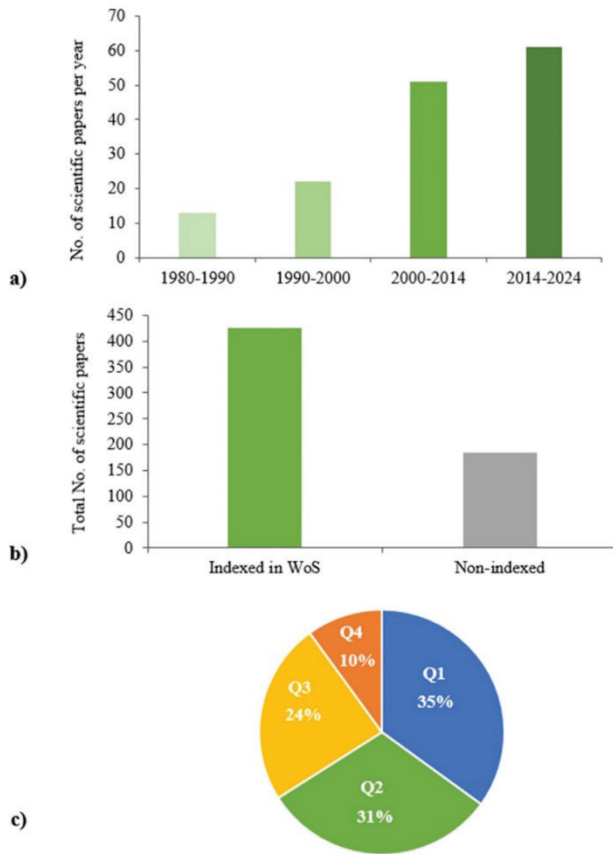 No. of scientific papers per year
70
60
50
40
30
20
10
0
1980-1990
1990-2000
2000-2014
2014-2024
a)
Total No. of scientific papers
450
400
350
300
250
200
150
100
50
0
Indexed in WoS
Non-indexed
b)
Q4
10%
Q1
35%
Q3
24%
Q2
31%
c)